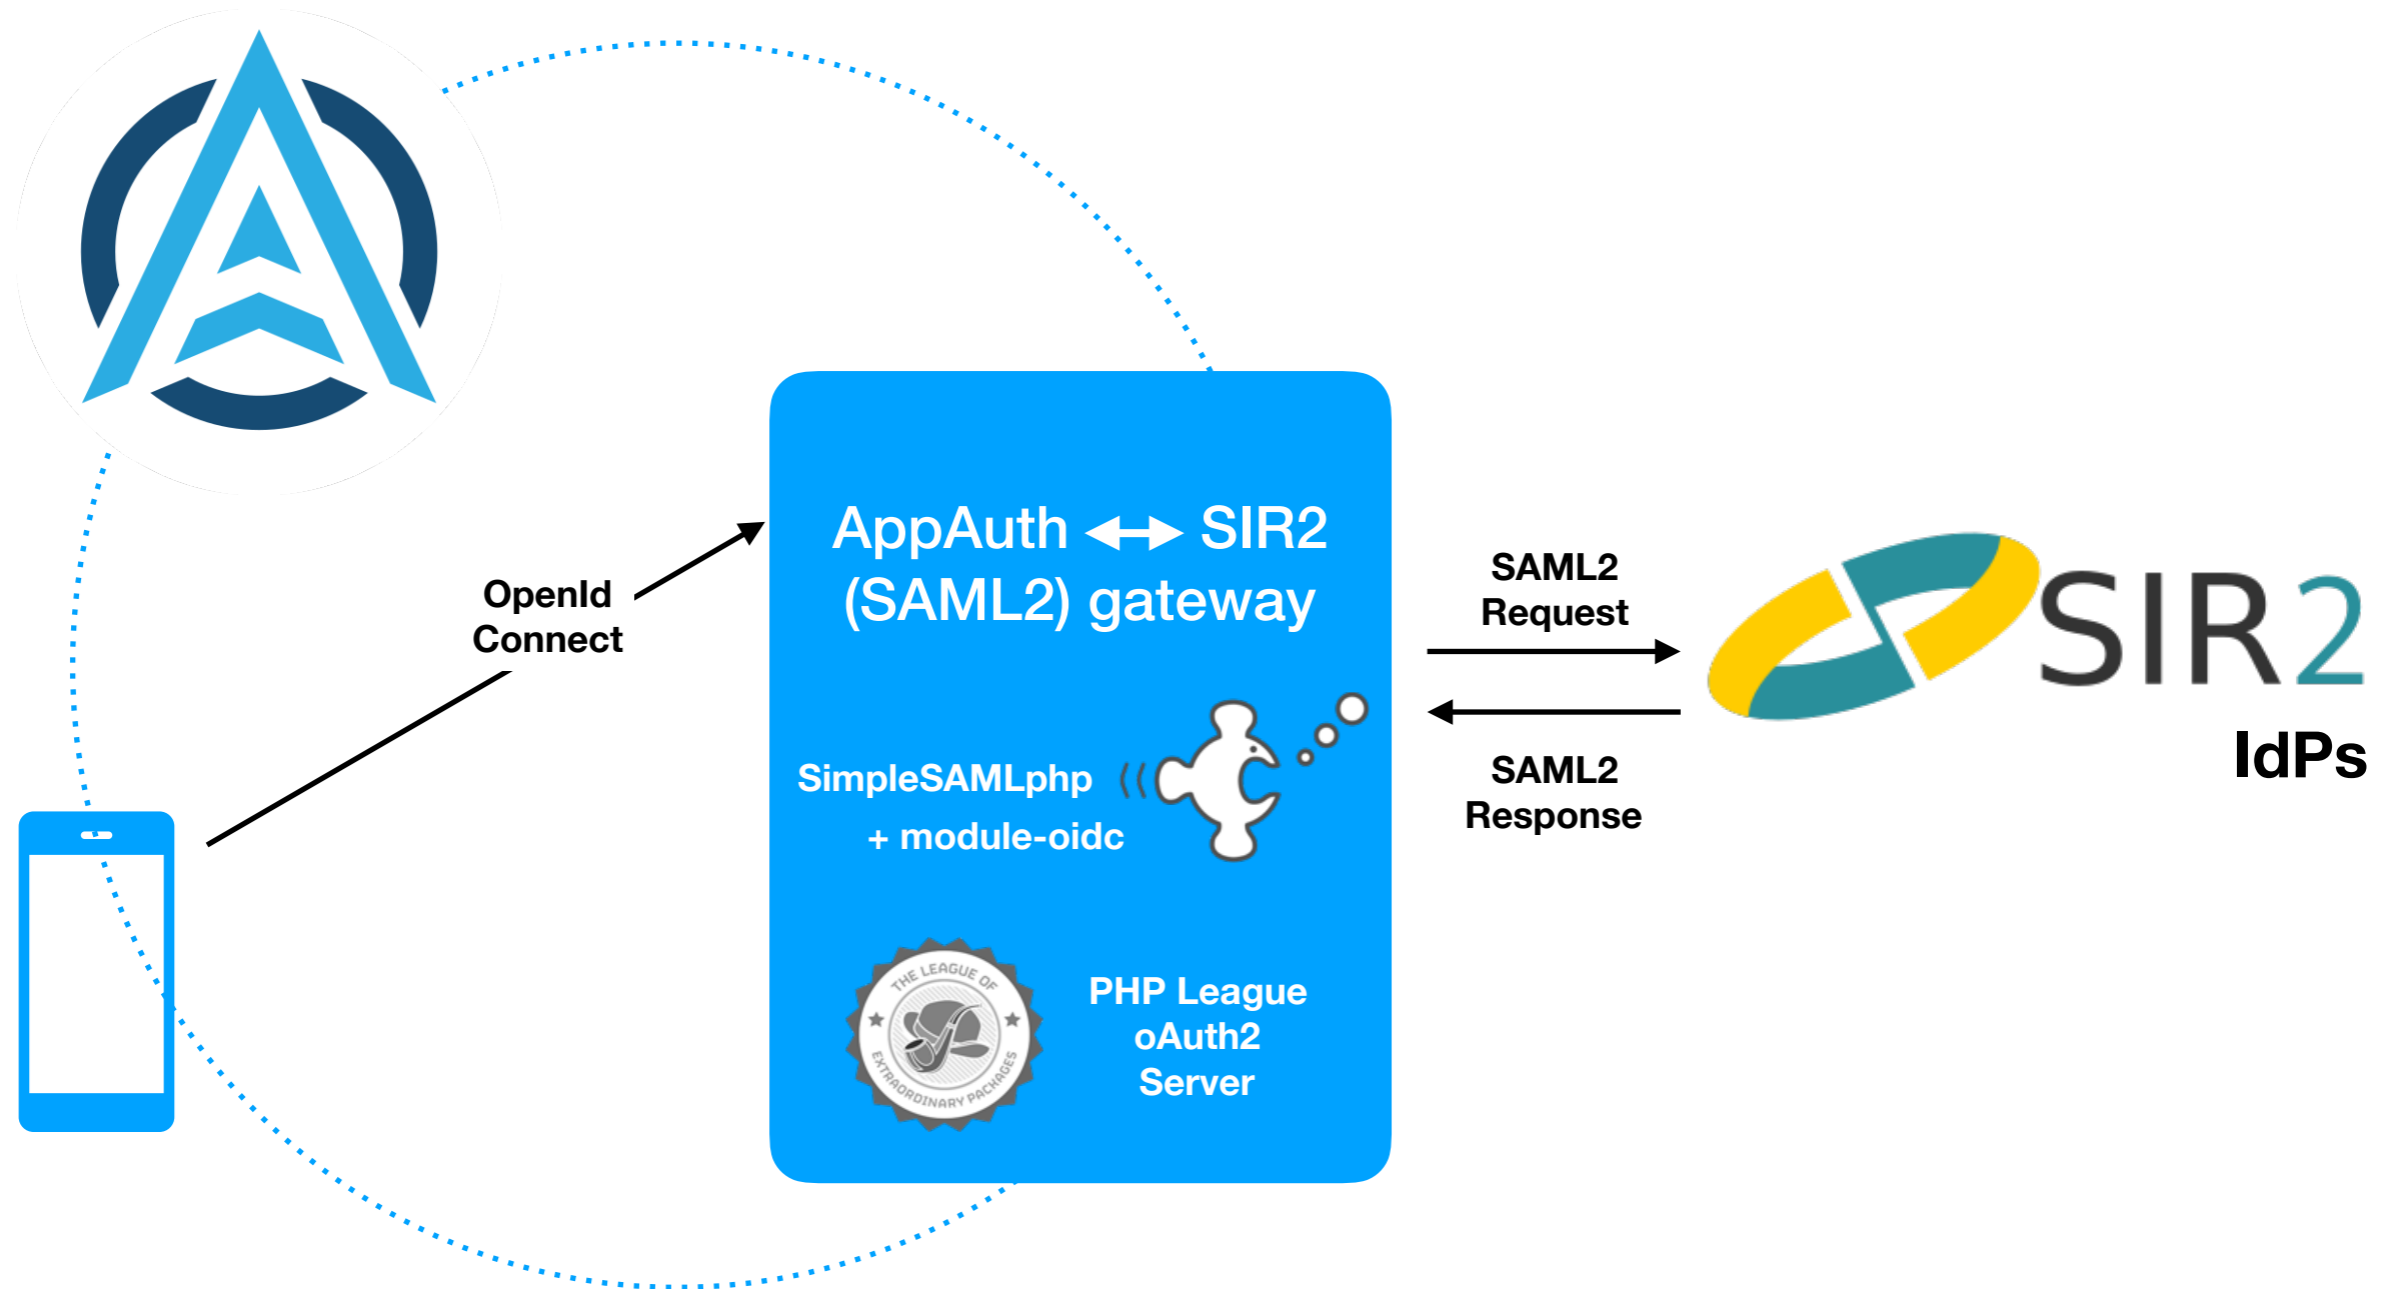 OpenId
Connect
AppAuth SIR2
(SAML2) gateway
SimpleSAMLphp
+ module-oidc
THE LEAGUE OF
EXTRAORDINARY PACKAGES
PHP League
oAuth2
Server
SAML2
Request
SAML2
Response
SIR2
IdPs